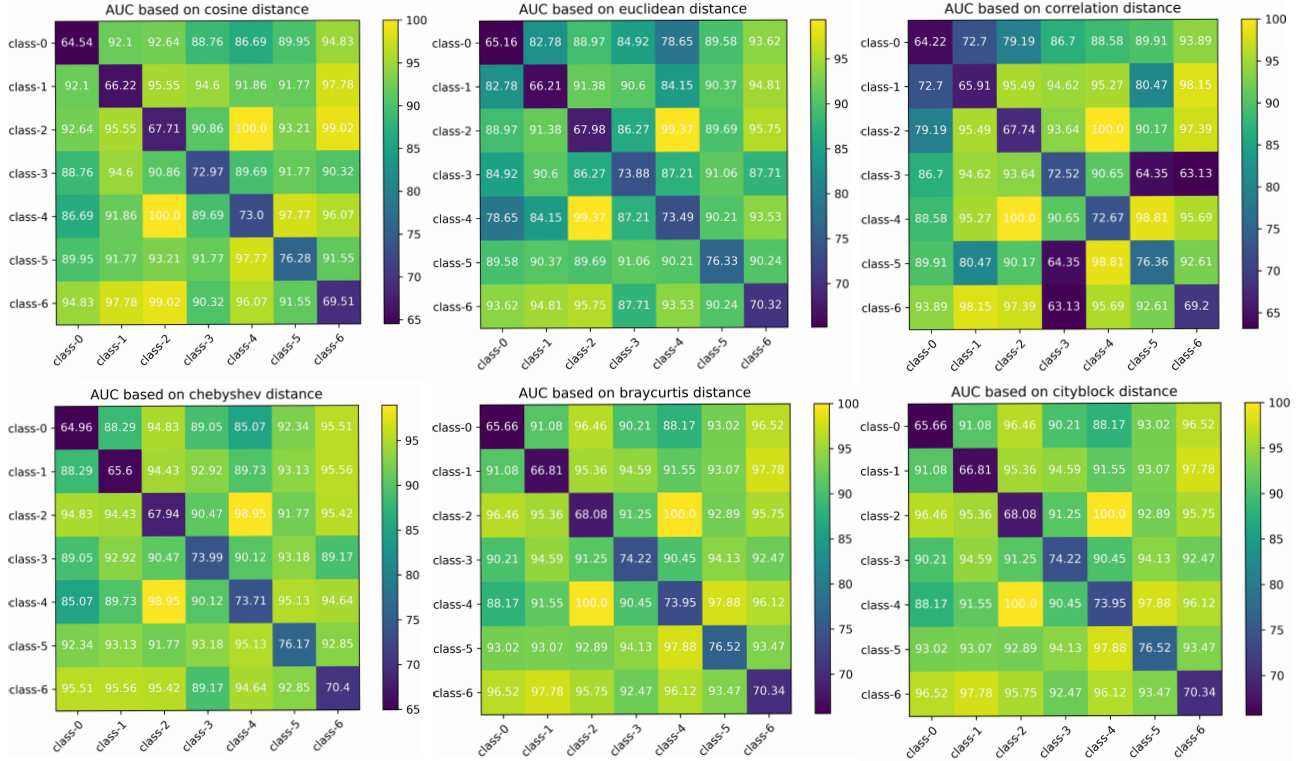 AUC based on cosine distance
class-0 64.54 92.1 92.64 88.76 86.69 89.95 94.83
class-1 92.1 66.22 95.55 94.6 91.86 91.77 97.78
class-2 92.64 95.55 67.71 90.86 100.0 93.21 99.02
class-3 88.76 94.6 90.86 72.97 89.69 91.77 90.32
class-4 86.69 91.86 100.0 89.69 73.0 97.77 96.07
class-5 89.95 91.77 93.21 91.77 97.77 76.28 91.55
class-6 94.83 97.78 99.02 90.32 96.07 91.55 69.51
class-0 class-1 class-2 class-3 class-4 class-5 class-6
100
95
90
85
80
75
70
65
AUC based on euclidean distance
class-0 65.16 82.78 88.97 84.92 78.65 89.58 93.62
class-1 82.78 66.21 91.38 90.6 84.15 90.37 94.81
class-2 88.97 91.38 67.98 86.27 99.37 89.69 95.75
class-3 84.92 90.6 86.27 73.88 87.21 91.06 87.71
class-4 78.65 84.15 99.37 87.21 73.49 90.21 93.53
class-5 89.58 90.37 89.69 91.06 90.21 76.33 90.24
class-6 93.62 94.81 95.75 87.71 93.53 90.24 70.32
class-0 class-1 class-2 class-3 class-4 class-5 class-6
95
90
85
80
75
70
AUC based on correlation distance
class-0 64.22 72.7 79.19 86.7 88.58 89.91 93.89
class-1 72.7 65.91 95.49 94.62 95.27 80.47 98.15
class-2 79.19 95.49 67.74 93.64 100.0 90.17 97.39
class-3 86.7 94.62 93.64 72.52 90.65 64.35 63.13
class-4 88.58 95.27 100.0 90.65 72.67 98.81 95.69
class-5 89.91 80.47 90.17 64.35 98.81 76.36 92.61
class-6 93.89 98.15 97.39 63.13 95.69 92.61 69.2
class-0 class-1 class-2 class-3 class-4 class-5 class-6
100
95
90
85
80
75
70
65
AUC based on chebyshev distance
class-0 64.96 88.29 94.83 89.05 85.07 92.34 95.51
class-1 88.29 65.6 94.43 92.92 89.73 93.13 95.56
class-2 94.83 94.43 67.94 90.47 98.95 91.77 95.42
class-3 89.05 92.92 90.47 73.99 90.12 93.18 89.17
class-4 85.07 89.73 98.95 90.12 73.71 95.13 94.64
class-5 92.34 93.13 91.77 93.18 95.13 76.17 92.85
class-6 95.51 95.56 95.42 89.17 94.64 92.85 70.4
class-0 class-1 class-2 class-3 class-4 class-5 class-6
95
90
85
80
75
70
65
AUC based on braycurtis distance
class-0 65.66 91.08 96.46 90.21 88.17 93.02 96.52
class-1 91.08 66.81 95.36 94.59 91.55 93.07 97.78
class-2 96.46 95.36 68.08 91.25 100.0 92.89 95.75
class-3 90.21 94.59 91.25 74.22 90.45 94.13 92.47
class-4 88.17 91.55 100.0 90.45 73.95 97.88 96.12
class-5 93.02 93.07 92.89 94.13 97.88 76.52 93.47
class-6 96.52 97.78 95.75 92.47 96.12 93.47 70.34
class-0 class-1 class-2 class-3 class-4 class-5 class-6
100
95
90
85
80
75
70
AUC based on cityblock distance
class-0 65.66 91.08 96.46 90.21 88.17 93.02 96.52
class-1 91.08 66.81 95.36 94.59 91.55 93.07 97.78
class-2 96.46 95.36 68.08 91.25 100.0 92.89 95.75
class-3 90.21 94.59 91.25 74.22 90.45 94.13 92.47
class-4 88.17 91.55 100.0 90.45 73.95 97.88 96.12
class-5 93.02 93.07 92.89 94.13 97.88 76.52 93.47
class-6 96.52 97.78 95.75 92.47 96.12 93.47 70.34
class-0 class-1 class-2 class-3 class-4 class-5 class-6
100
95
90
85
80
75
70